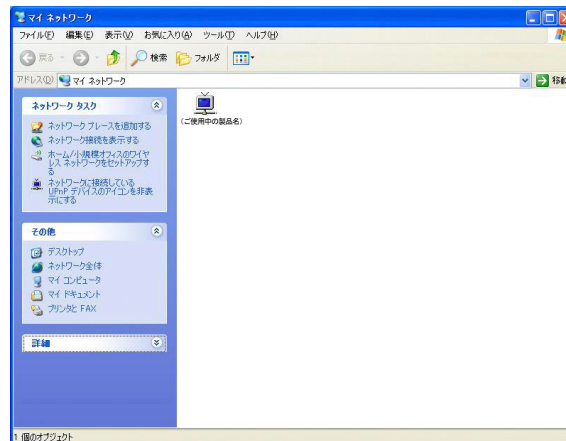 マイ ネットワーク
ファイル(F) 編集(E) 表示(V) お気に入り(A) ツール(T) ヘルプ(H)
戻る 検索 フォルダ
アドレス(D) マイ ネットワーク 移動
ネットワーク タスク
ネットワーク プレースを追加する
ネットワーク接続を表示する
ホーム/小規模オフィスのワイヤ
レス ネットワークをセットアップす
る
ネットワークに接続している
UPnP デバイスのアイコンを非表
示にする
(ご使用中の製品名)
その他
デスクトップ
ネットワーク全体
マイ コンピュータ
マイ ドキュメント
プリンタと FAX
詳細
1 個のオブジェクト